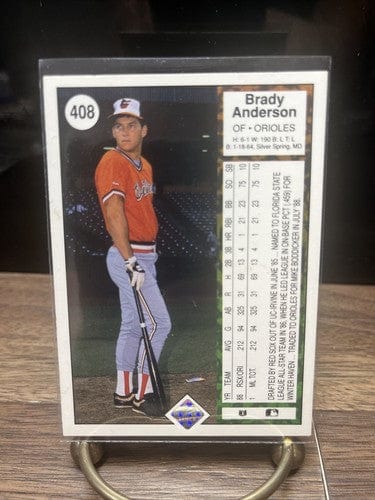 408
Brady
Anderson
OF • ORIOLES
H: 6-1 W: 190 B: L T: L
B: 1-18-64, Silver Spring, MD
YR TEAM AVG G AB R H 2B 3B HR RBI BB SO SB
88 RSX/ORI .212 94 325 31 69 13 4 1 21 23 75 10
1 ML TOT. .212 94 325 31 69 13 4 1 21 23 75 10
DRAFTED BY RED SOX OUT OF UC-IRVINE IN JUNE '85 ... NAMED TO FLORIDA STATE
LEAGUE ALL-STAR TEAM IN '86, WHEN HE LED LEAGUE IN ON-BASE PCT (.459) FOR
WINTER HAVEN ... TRADED TO ORIOLES FOR MIKE BODDICKER IN JULY '88.